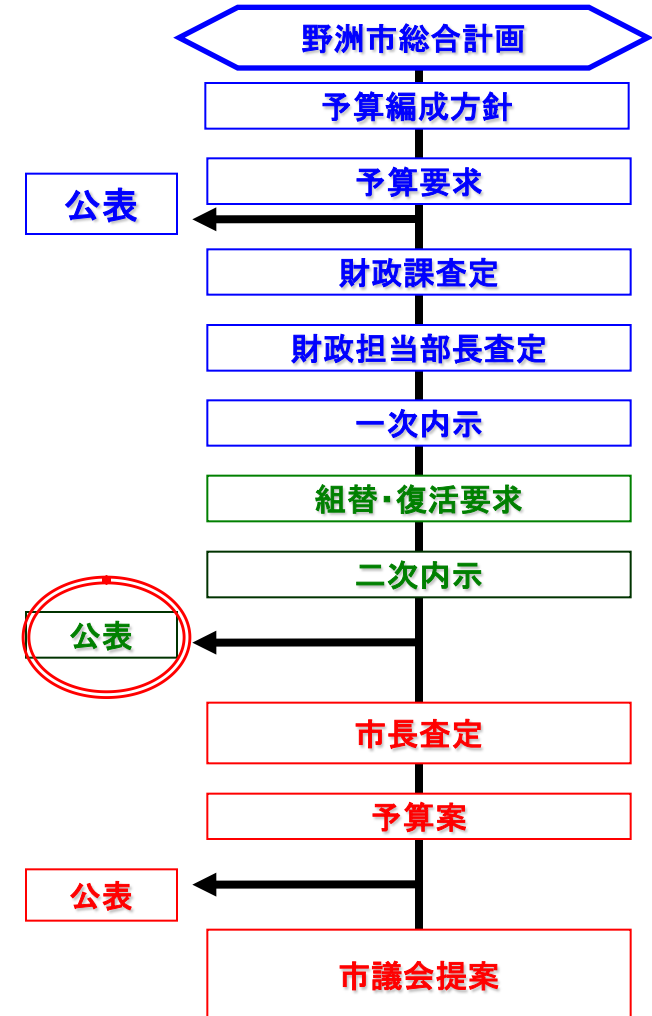 野洲市総合計画
予算編成方針
予算要求
公表
財政課査定
財政担当部長査定
一次内示
組替・復活要求
二次内示
公表
市長査定
予算案
公表
市議会提案